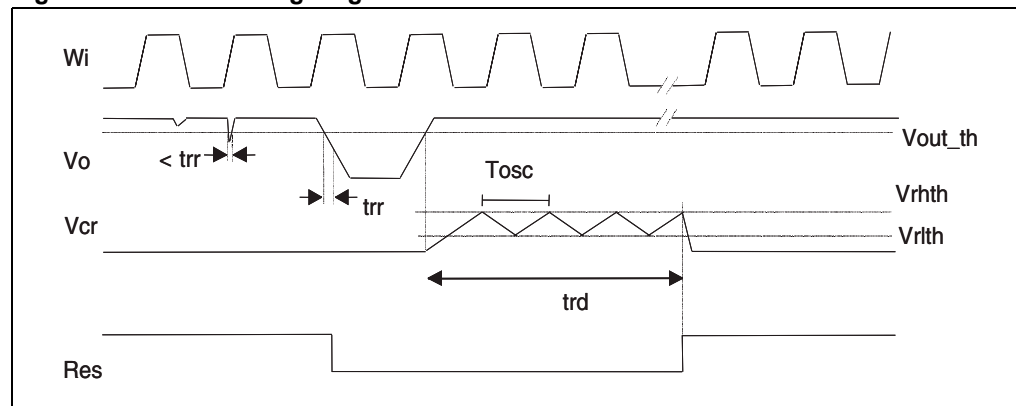 Wi
Vout_th
Vo
< trr
trr
Tosc
Vrhth
Vcr
Vrlth
trd
Res